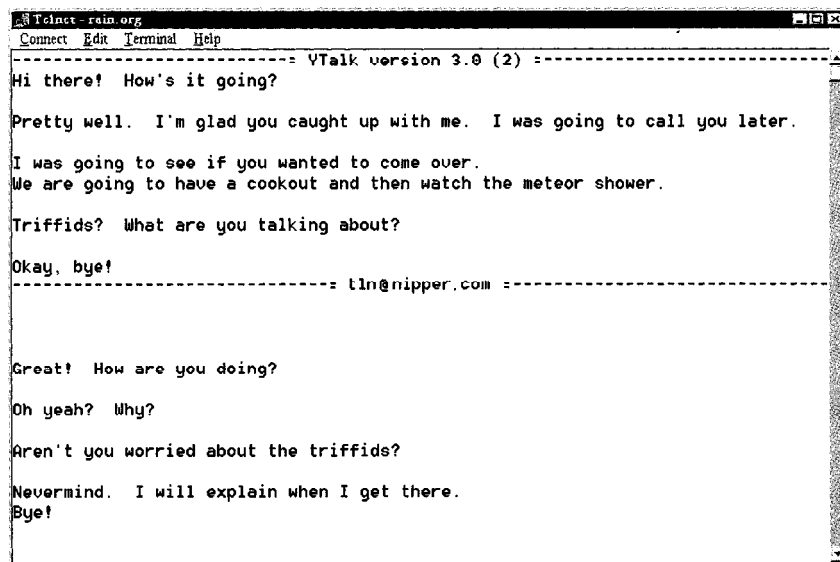 Telnet - rain.org
Connect Edit Terminal Help
----------------------------= YTalk version 3.0 (2) =----------------------------
Hi there! How's it going?
Pretty well. I'm glad you caught up with me. I was going to call you later.
I was going to see if you wanted to come over.
We are going to have a cookout and then watch the meteor shower.
Triffids? What are you talking about?
Okay, bye!
-------------------------------= tln@nipper.com =-------------------------------
Great! How are you doing?
Oh yeah? Why?
Aren't you worried about the triffids?
Nevermind. I will explain when I get there.
Bye!